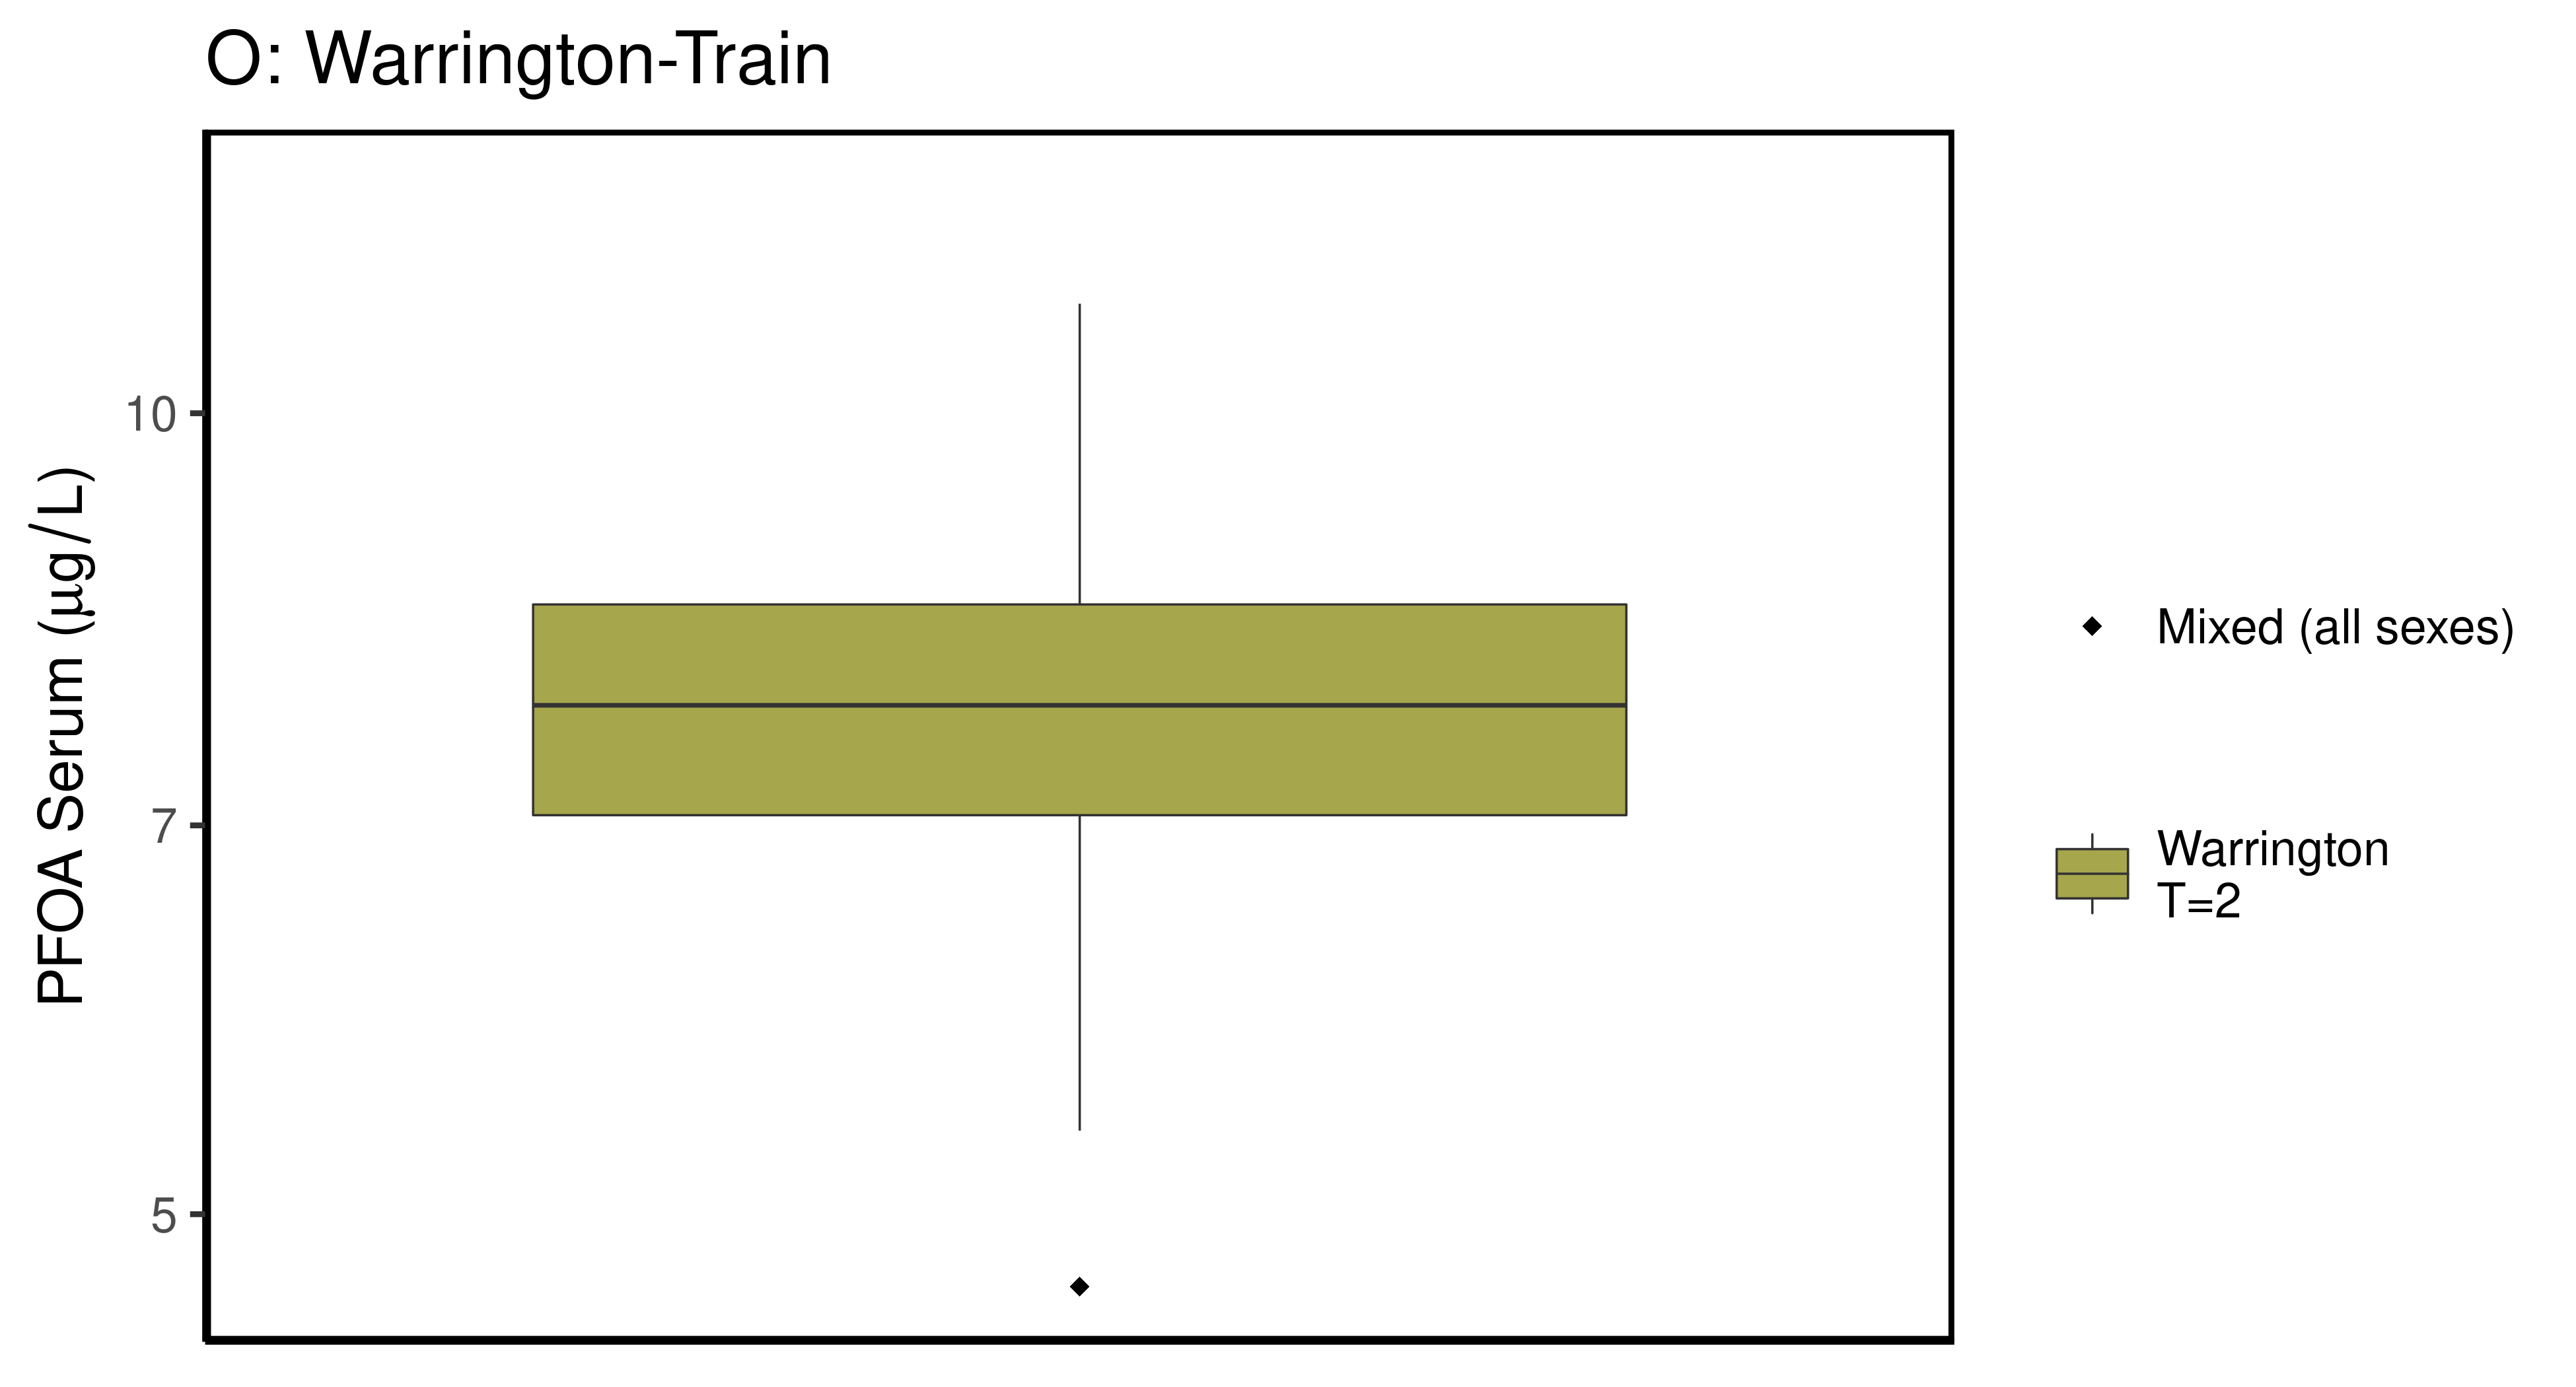 O: Warrington-Train
PFOA Serum (μg/L)
10
7
5
Mixed (all sexes)
Warrington
T=2